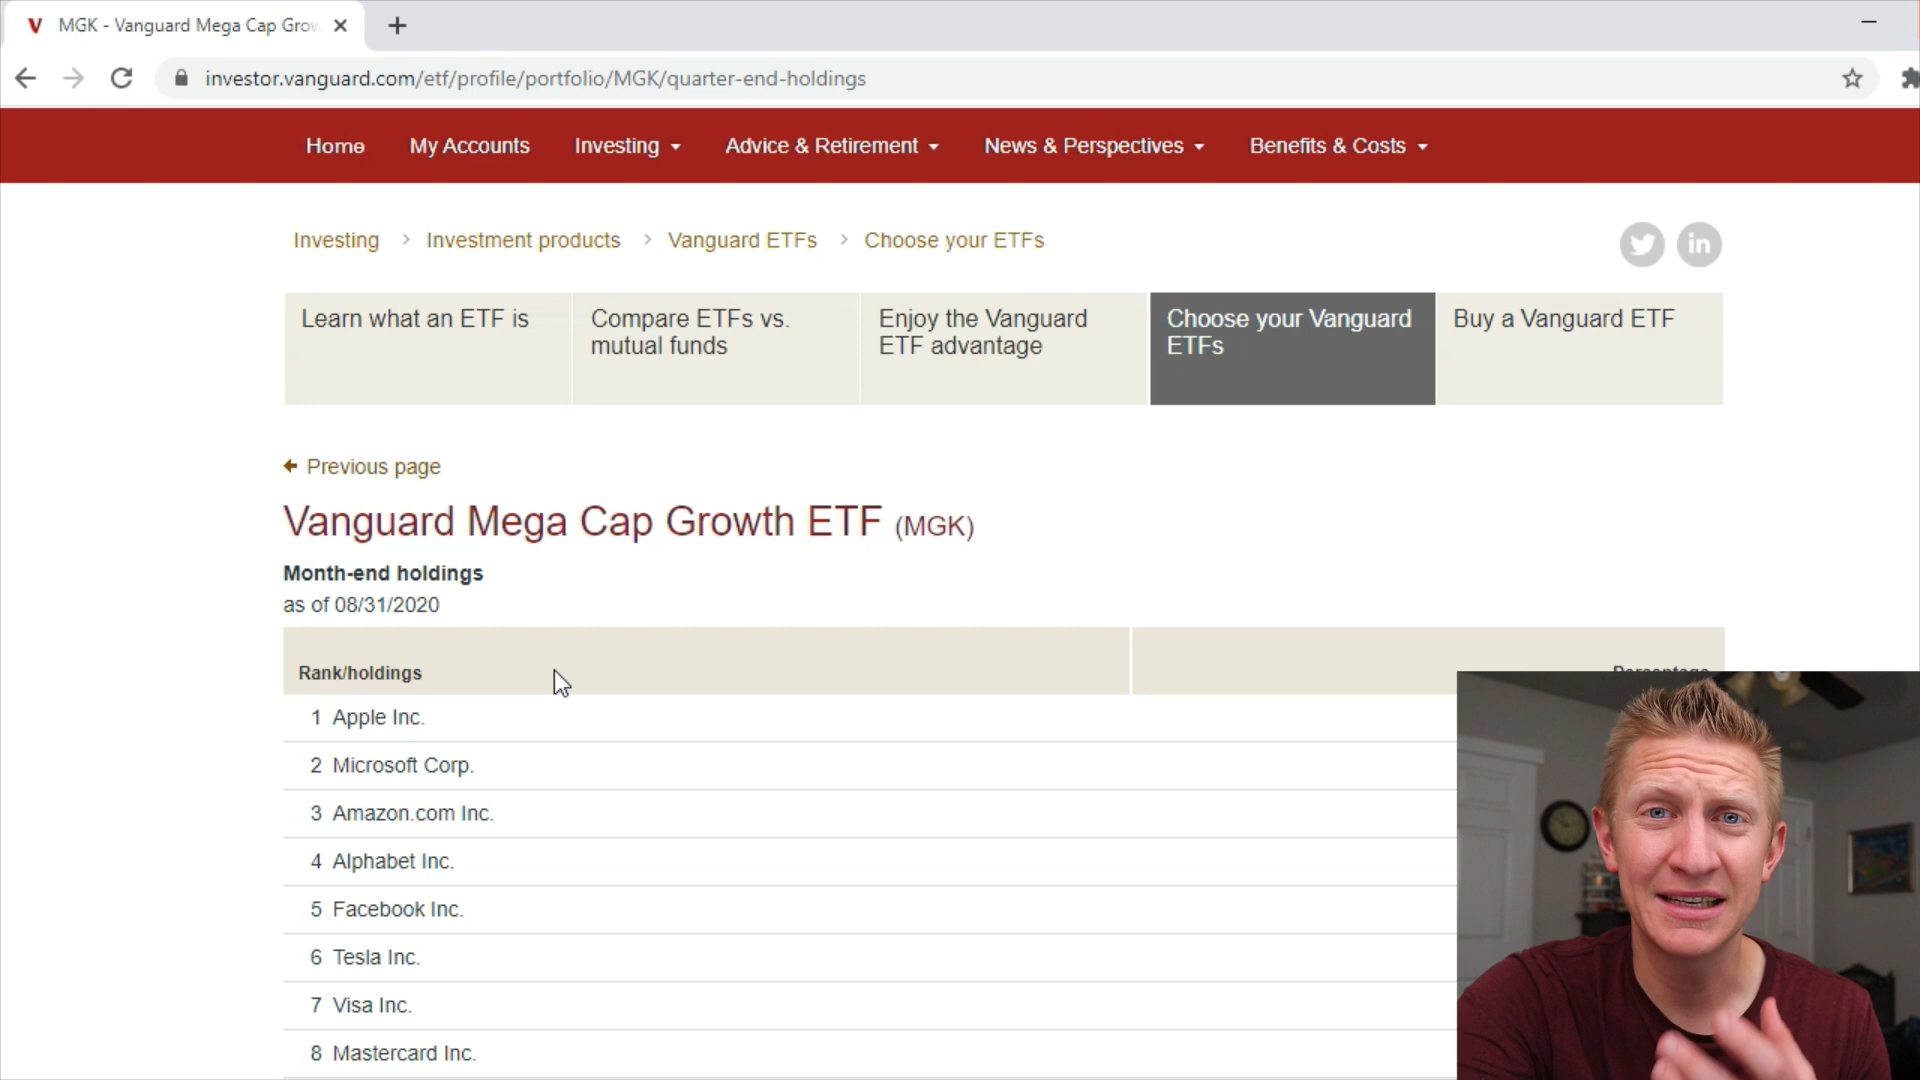 MGK - Vanguard Mega Cap Grow
investor.vanguard.com/etf/profile/portfolio/MGK/quarter-end-holdings
Home My Accounts Investing Advice & Retirement News & Perspectives Benefits & Costs
Investing > Investment products > Vanguard ETFs > Choose your ETFs
in
Learn what an ETF is
Compare ETFs vs.
mutual funds
Enjoy the Vanguard
ETF advantage
Choose your Vanguard
ETFs
Buy a Vanguard ETF
Previous page
Vanguard Mega Cap Growth ETF (MGK)
Month-end holdings
as of 08/31/2020
Rank/holdings
1 Apple Inc.
2 Microsoft Corp.
3 Amazon.com Inc.
4 Alphabet Inc.
5 Facebook Inc.
6 Tesla Inc.
7 Visa Inc.
8 Mastercard Inc.